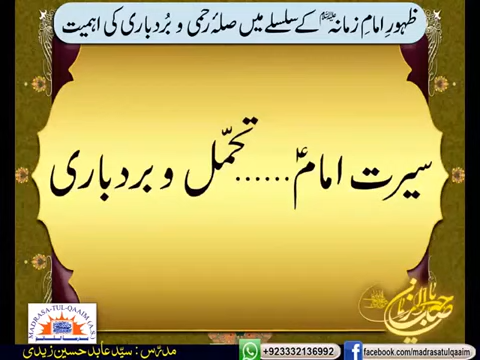 ظہورِ امامِ زمانہؑ کے سلسلے میں صلۂ رحمی و بُردباری کی اہمیت
سیرت امامؑ......تحمّل و بردباری
MADRASA-TUL-QAAIM (A.S)
مدرّس : سیّد عابد حسین زیدی
+923332136992
facebook.com/madrasatulqaaim